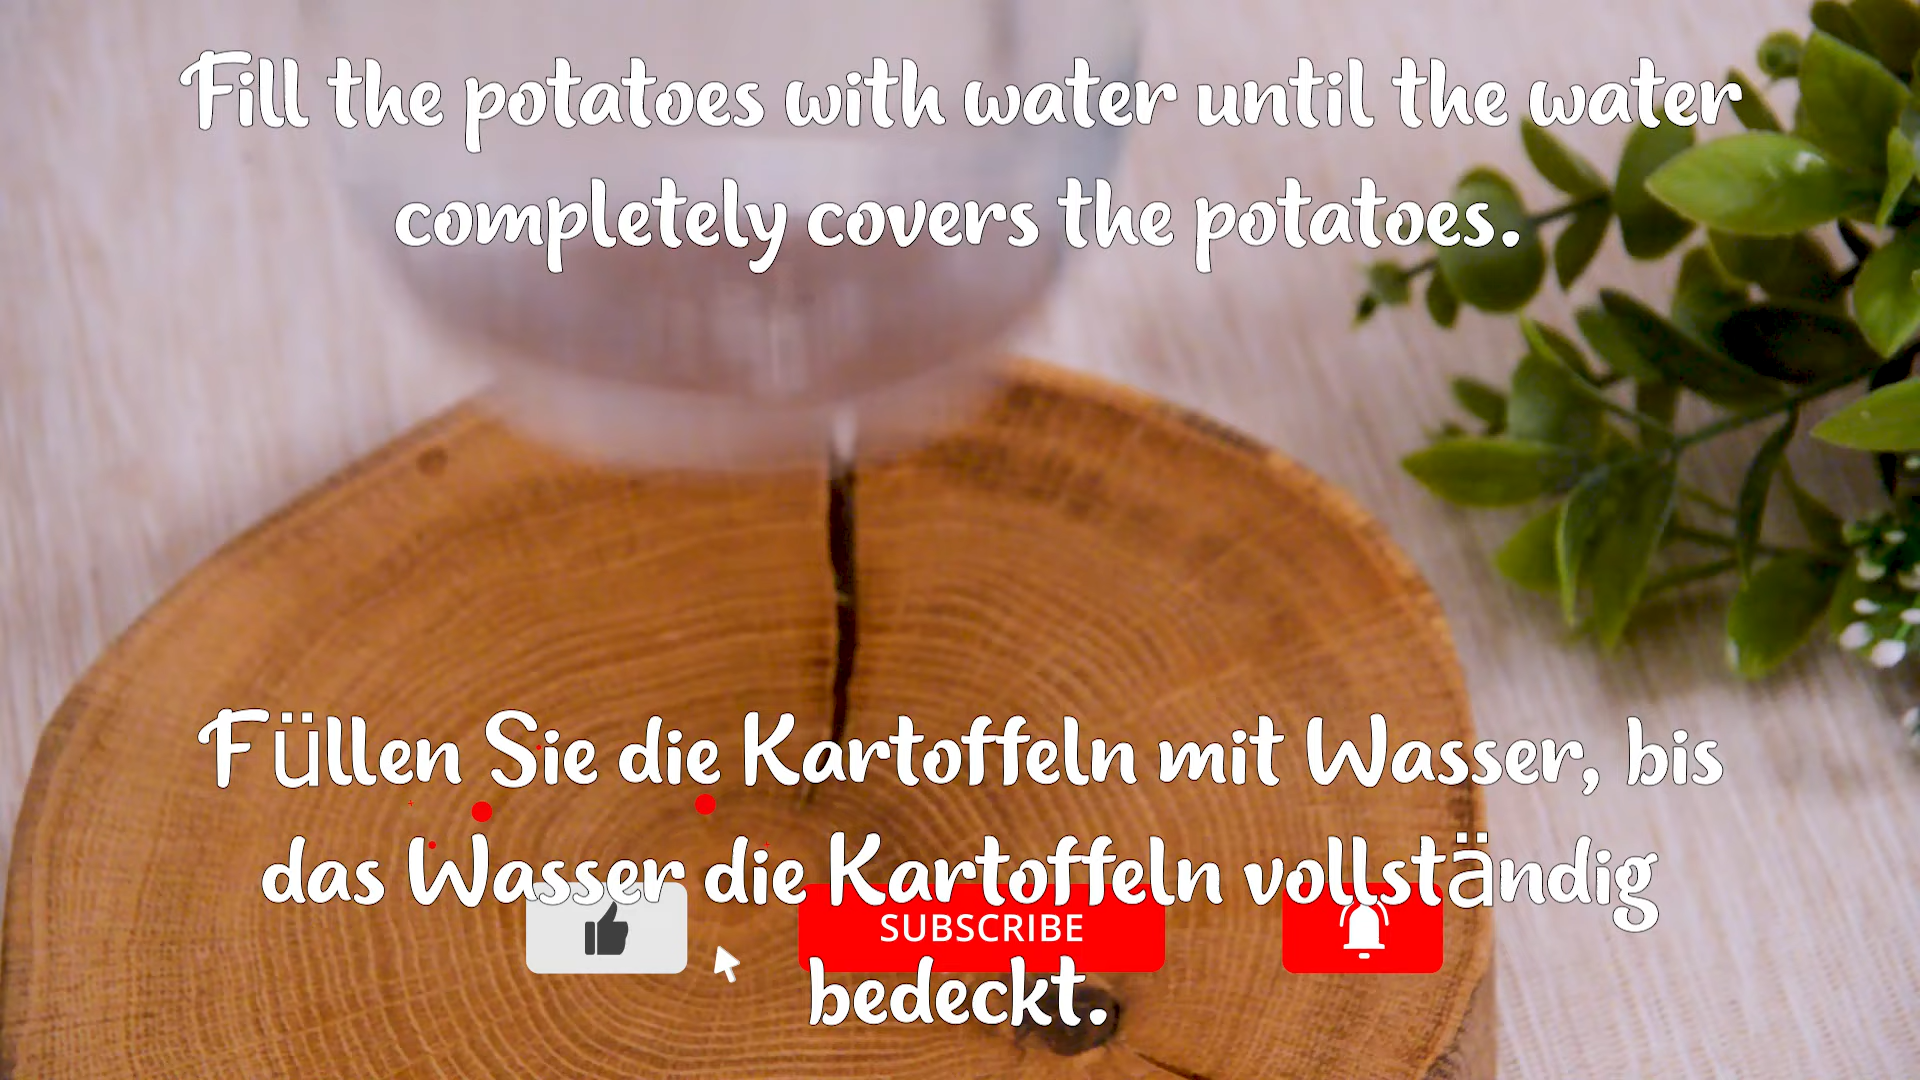 Fill the potatoes with water until the water
completely covers the potatoes.
Füllen Sie die Kartoffeln mit Wasser, bis
das Wasser die Kartoffeln vollständig
SUBSCRIBE
bedeckt.